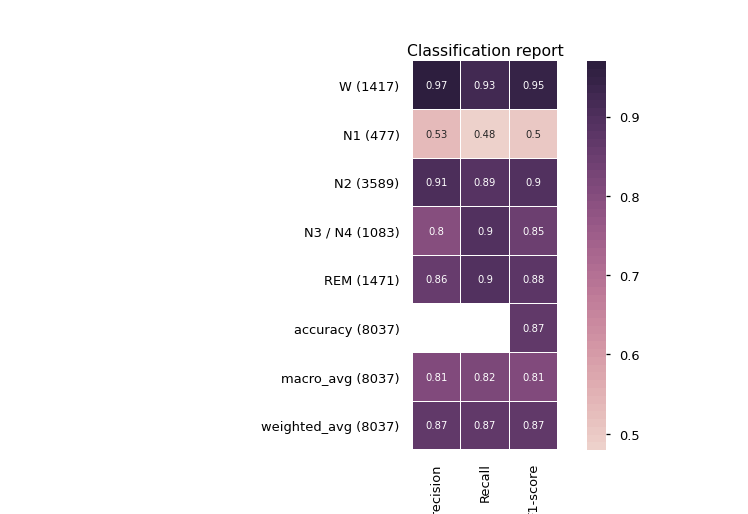 Classification report
W (1417) 0.97 0.93 0.95
N1 (477) 0.53 0.48 0.5
N2 (3589) 0.91 0.89 0.9
N3 / N4 (1083) 0.8 0.9 0.85
REM (1471) 0.86 0.9 0.88
accuracy (8037) 0.87
macro_avg (8037) 0.81 0.82 0.81
weighted_avg (8037) 0.87 0.87 0.87
recision Recall 1-score
0.9
0.8
0.7
0.6
0.5